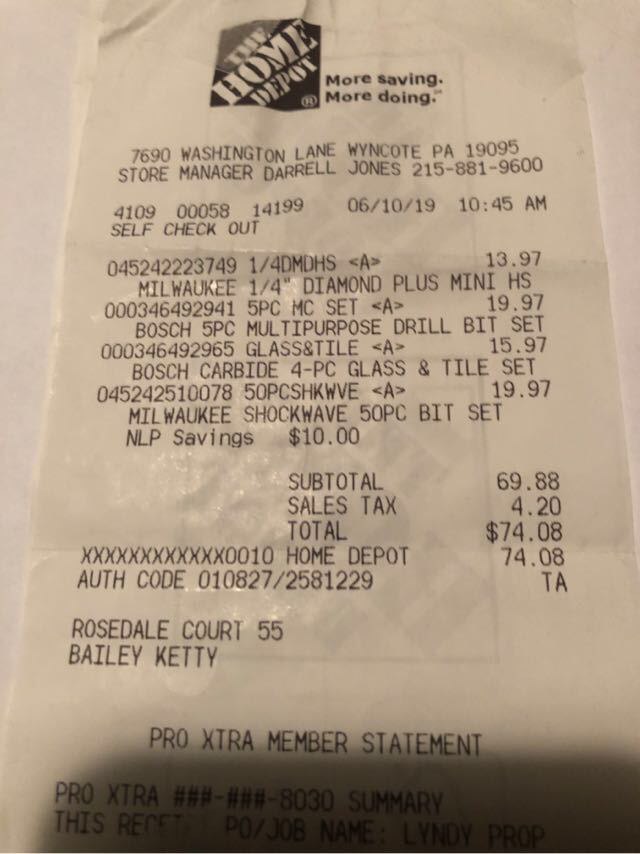 THE
HOME
DEPOT
®
More saving.
More doing.℠
7690 WASHINGTON LANE WYNCOTE PA 19095
STORE MANAGER DARRELL JONES 215-881-9600
4109 00058 14199 06/10/19 10:45 AM
SELF CHECK OUT
045242223749 1/4DMDHS <A> 13.97
MILWAUKEE 1/4" DIAMOND PLUS MINI HS
000346492941 5PC MC SET <A> 19.97
BOSCH 5PC MULTIPURPOSE DRILL BIT SET
000346492965 GLASS&TILE <A> 15.97
BOSCH CARBIDE 4-PC GLASS & TILE SET
045242510078 50PCSHKWVE <A> 19.97
MILWAUKEE SHOCKWAVE 50PC BIT SET
NLP Savings $10.00
SUBTOTAL 69.88
SALES TAX 4.20
TOTAL $74.08
XXXXXXXXXXXX0010 HOME DEPOT 74.08
AUTH CODE 010827/2581229 TA
ROSEDALE COURT 55
BAILEY KETTY
PRO XTRA MEMBER STATEMENT
PRO XTRA ###-###-8030 SUMMARY
THIS PO/JOB NAME: LYNDY PROP